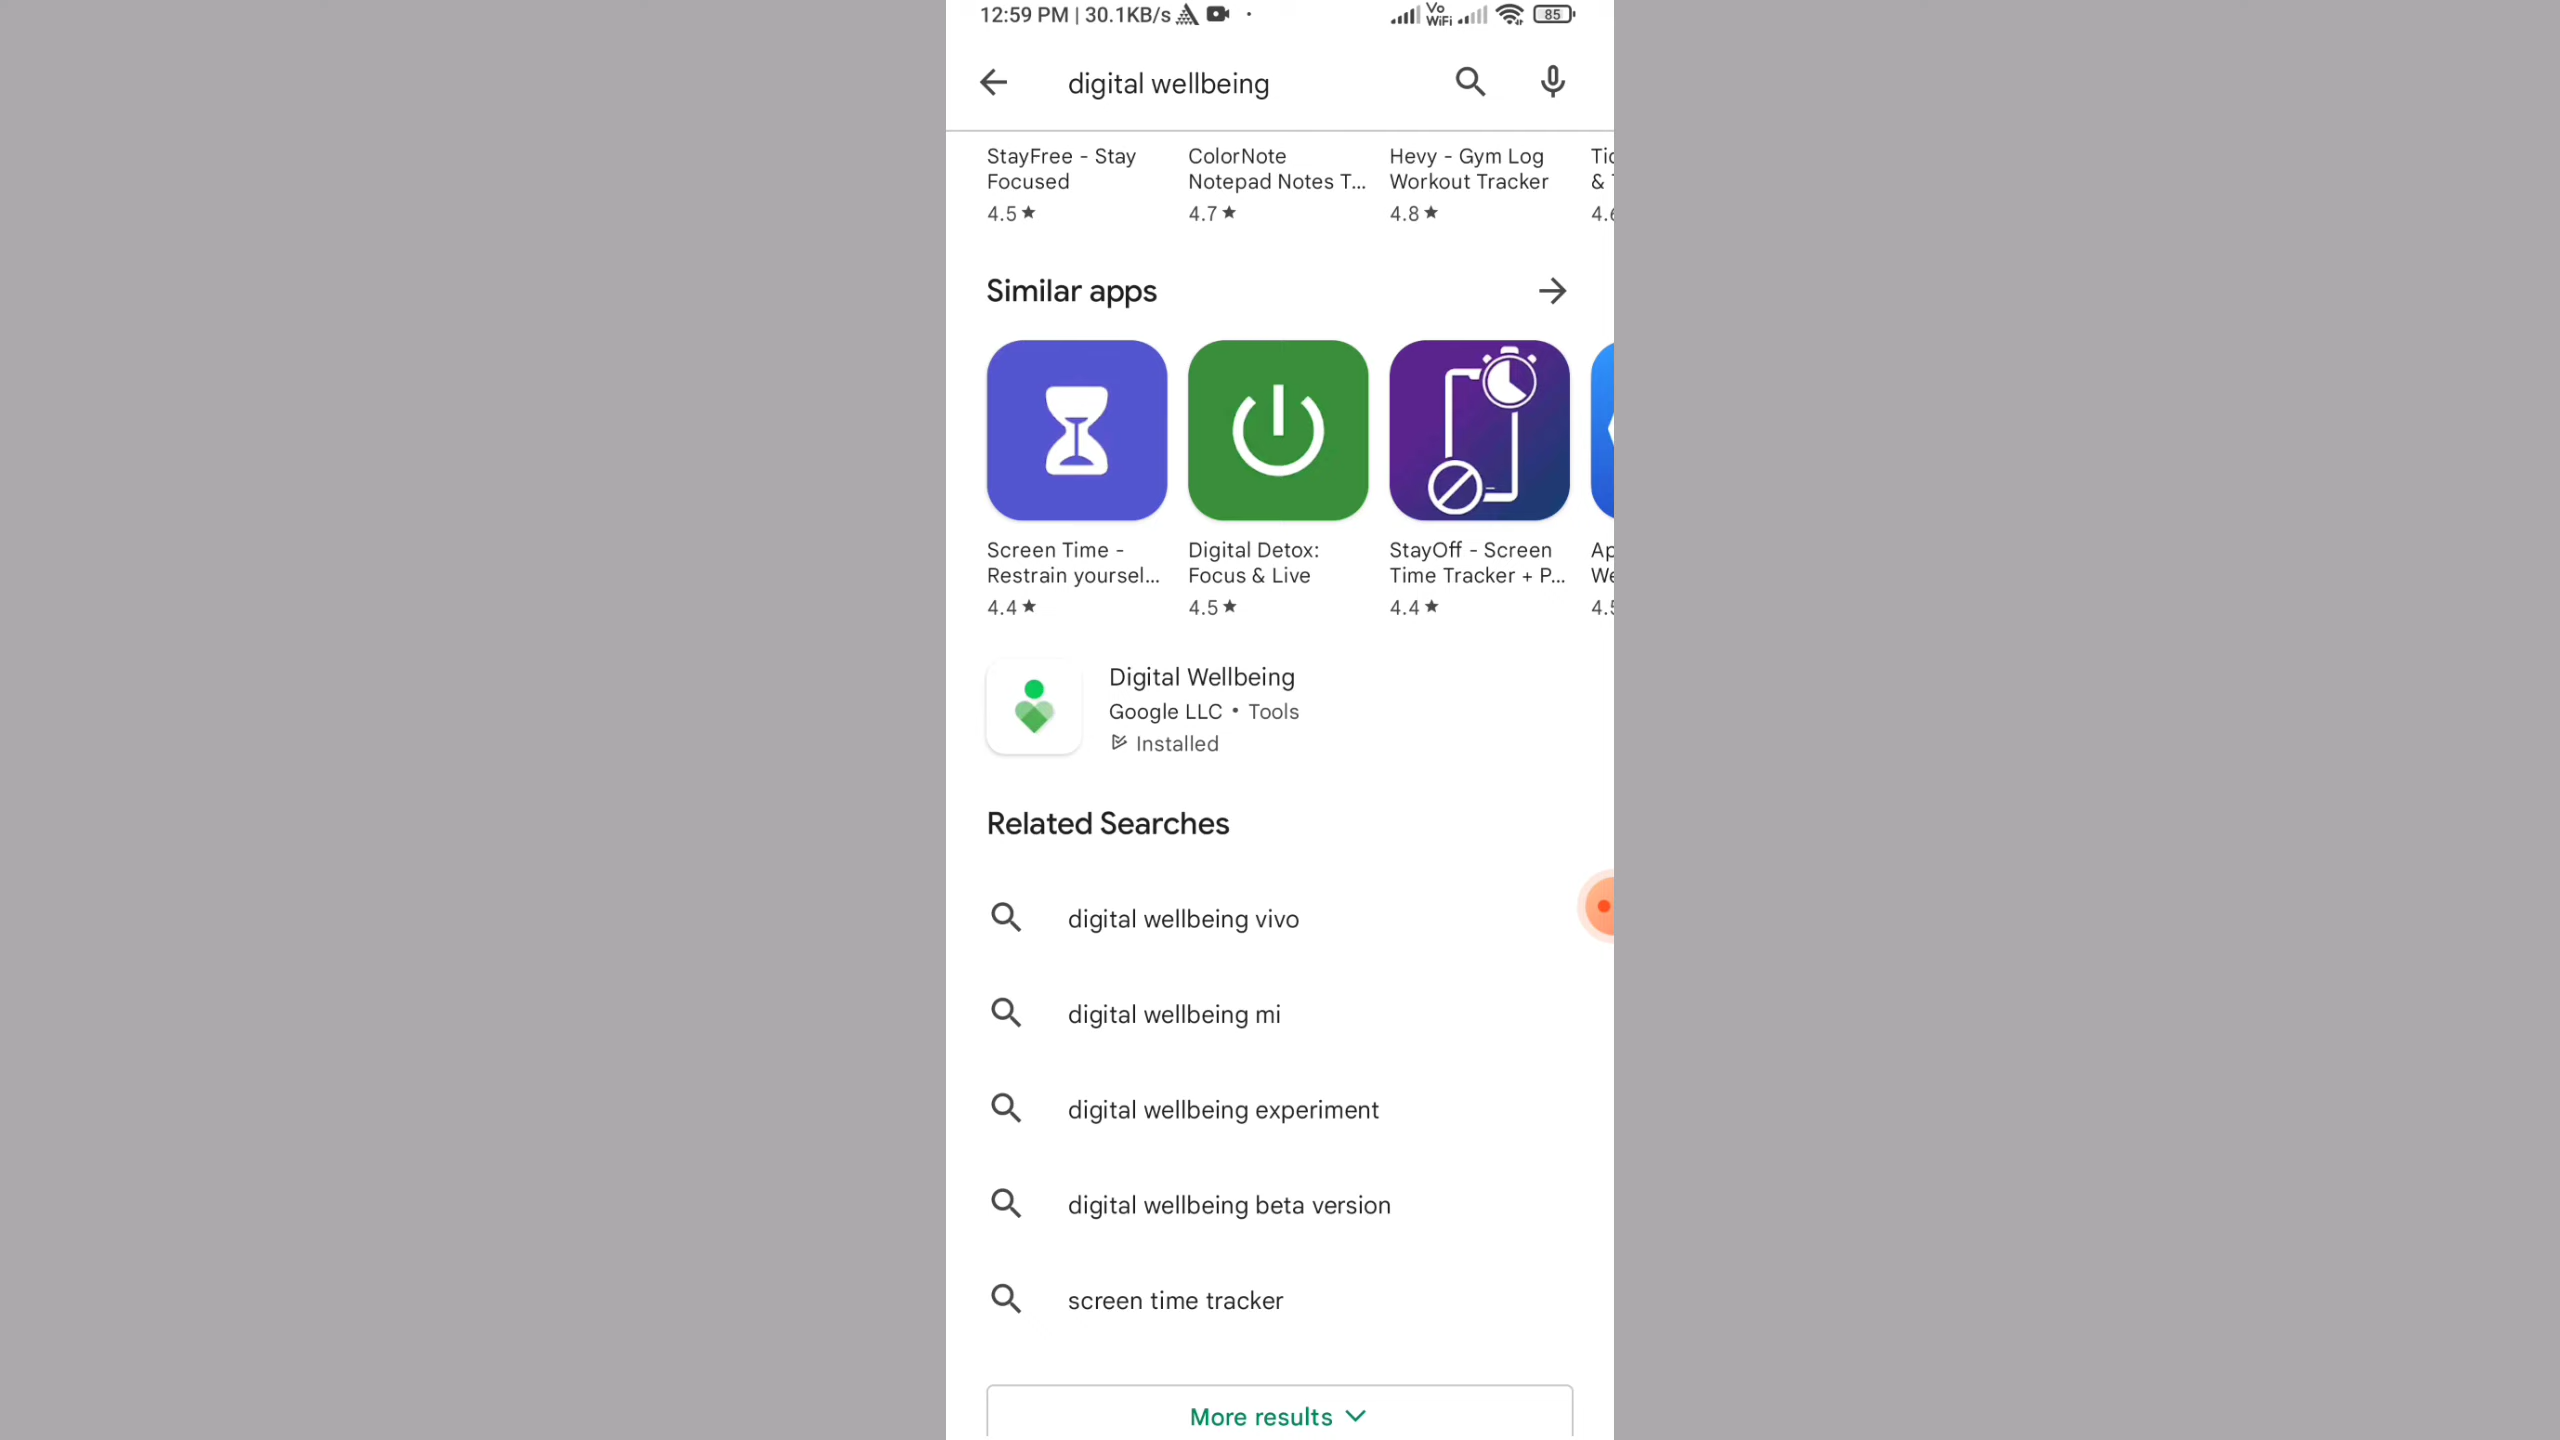 12:59 PM | 30.1KB/s
Vo WiFi
85
digital wellbeing
StayFree - Stay Focused
4.5★
ColorNote Notepad Notes T...
4.7★
Hevy - Gym Log Workout Tracker
4.8★
Similar apps
Screen Time - Restrain yoursel...
4.4★
Digital Detox: Focus & Live
4.5★
StayOff - Screen Time Tracker + P...
4.4★
Digital Wellbeing
Google LLC • Tools
Installed
Related Searches
digital wellbeing vivo
digital wellbeing mi
digital wellbeing experiment
digital wellbeing beta version
screen time tracker
More results